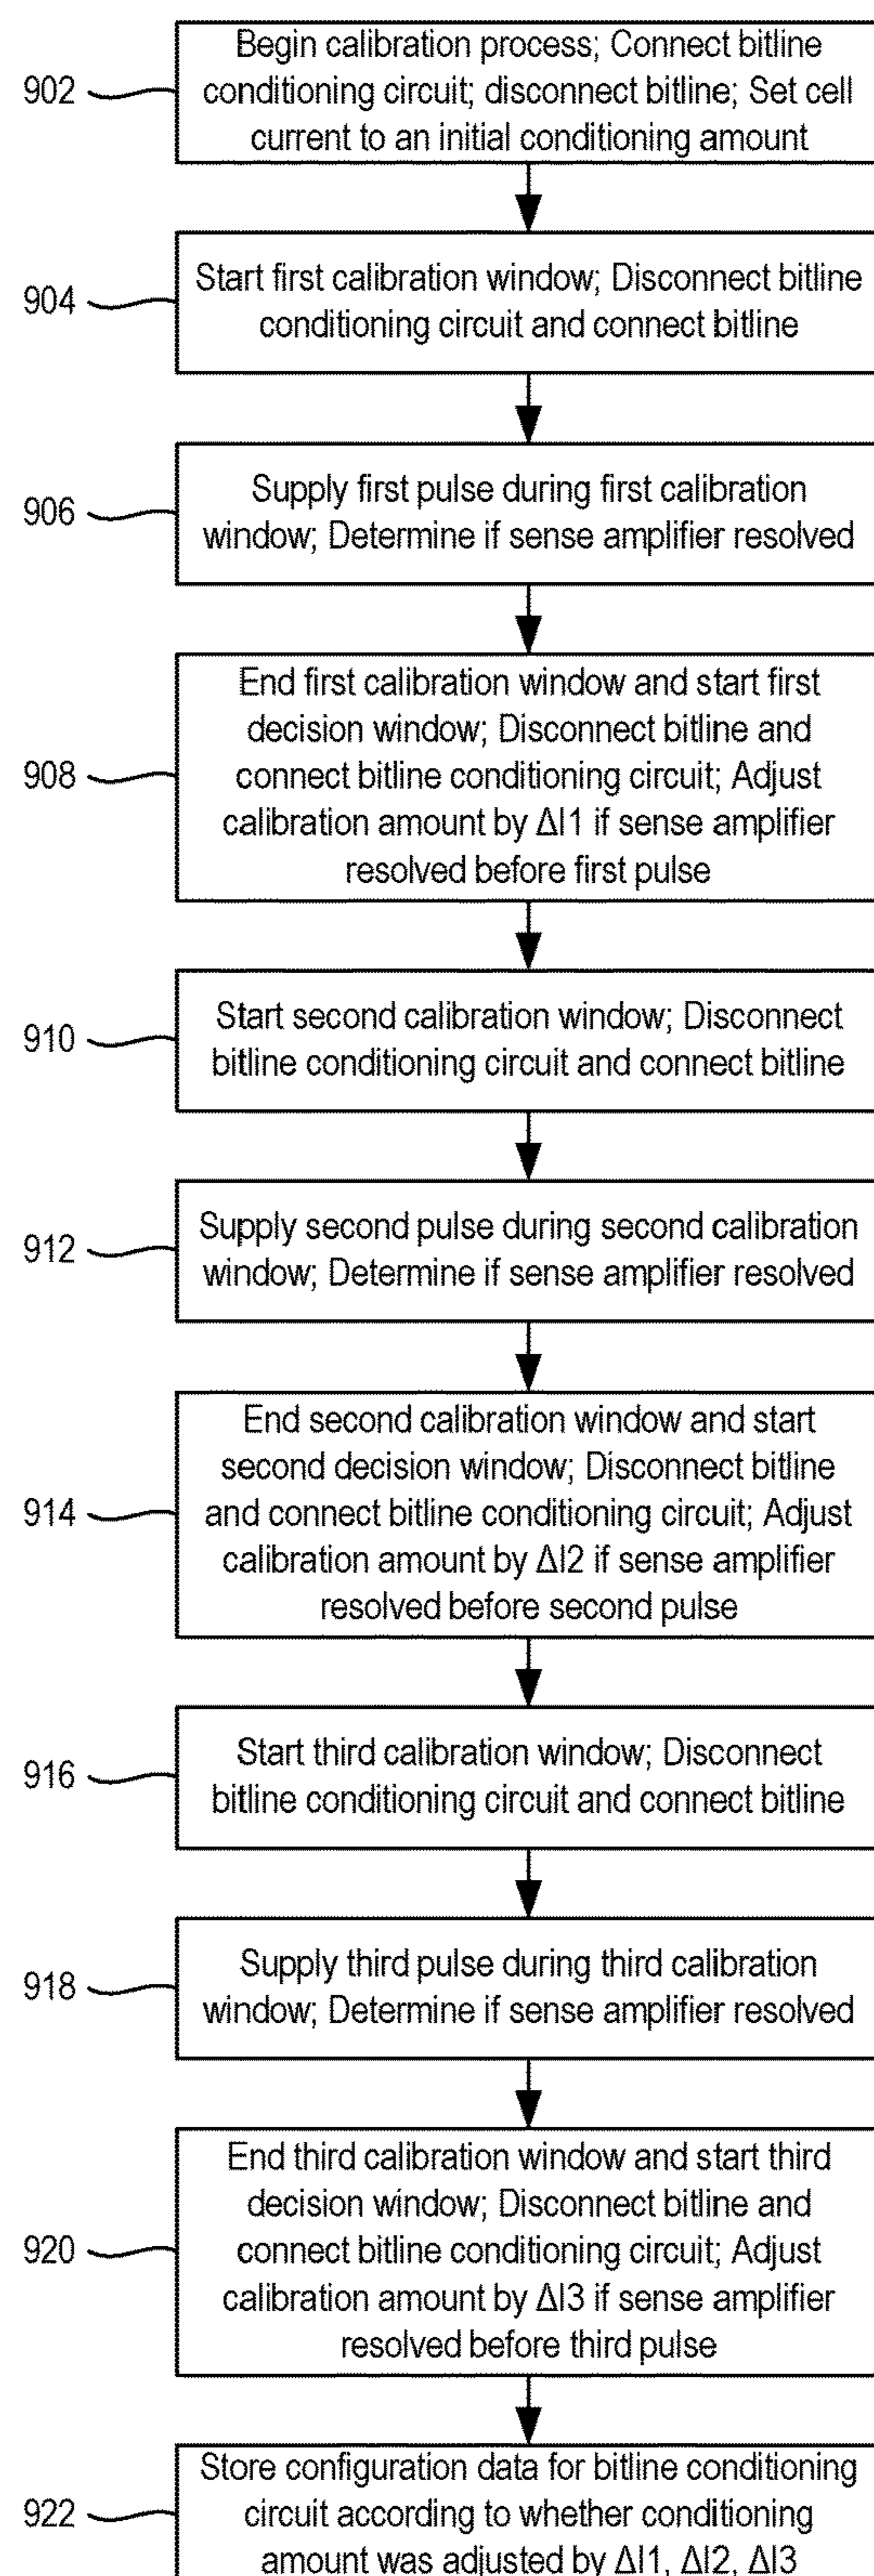 Begin calibration process; Connect bitline
902
conditioning circuit; disconnect bitline; Set cell
current to an initial conditioning amount
Start first calibration window; Disconnect bitline
904
conditioning circuit and connect bitline
Supply first pulse during first calibration
906
window; Determine if sense amplifier resolved
End first calibration window and start first
decision window; Disconnect bitline and
908
connect bitline conditioning circuit; Adjust
calibration amount by ΔI1 if sense amplifier
resolved before first pulse
Start second calibration window; Disconnect
910
bitline conditioning circuit and connect bitline
Supply second pulse during second calibration
912
window; Determine if sense amplifier resolved
End second calibration window and start
second decision window; Disconnect bitline
914
and connect bitline conditioning circuit; Adjust
calibration amount by ΔI2 if sense amplifier
resolved before second pulse
Start third calibration window; Disconnect
916
bitline conditioning circuit and connect bitline
Supply third pulse during third calibration
918
window; Determine if sense amplifier resolved
End third calibration window and start third
decision window; Disconnect bitline and
920
connect bitline conditioning circuit; Adjust
calibration amount by ΔI3 if sense amplifier
resolved before third pulse
Store configuration data for bitline conditioning
922
circuit according to whether conditioning
amount was adjusted by ΔI1, ΔI2, ΔI3